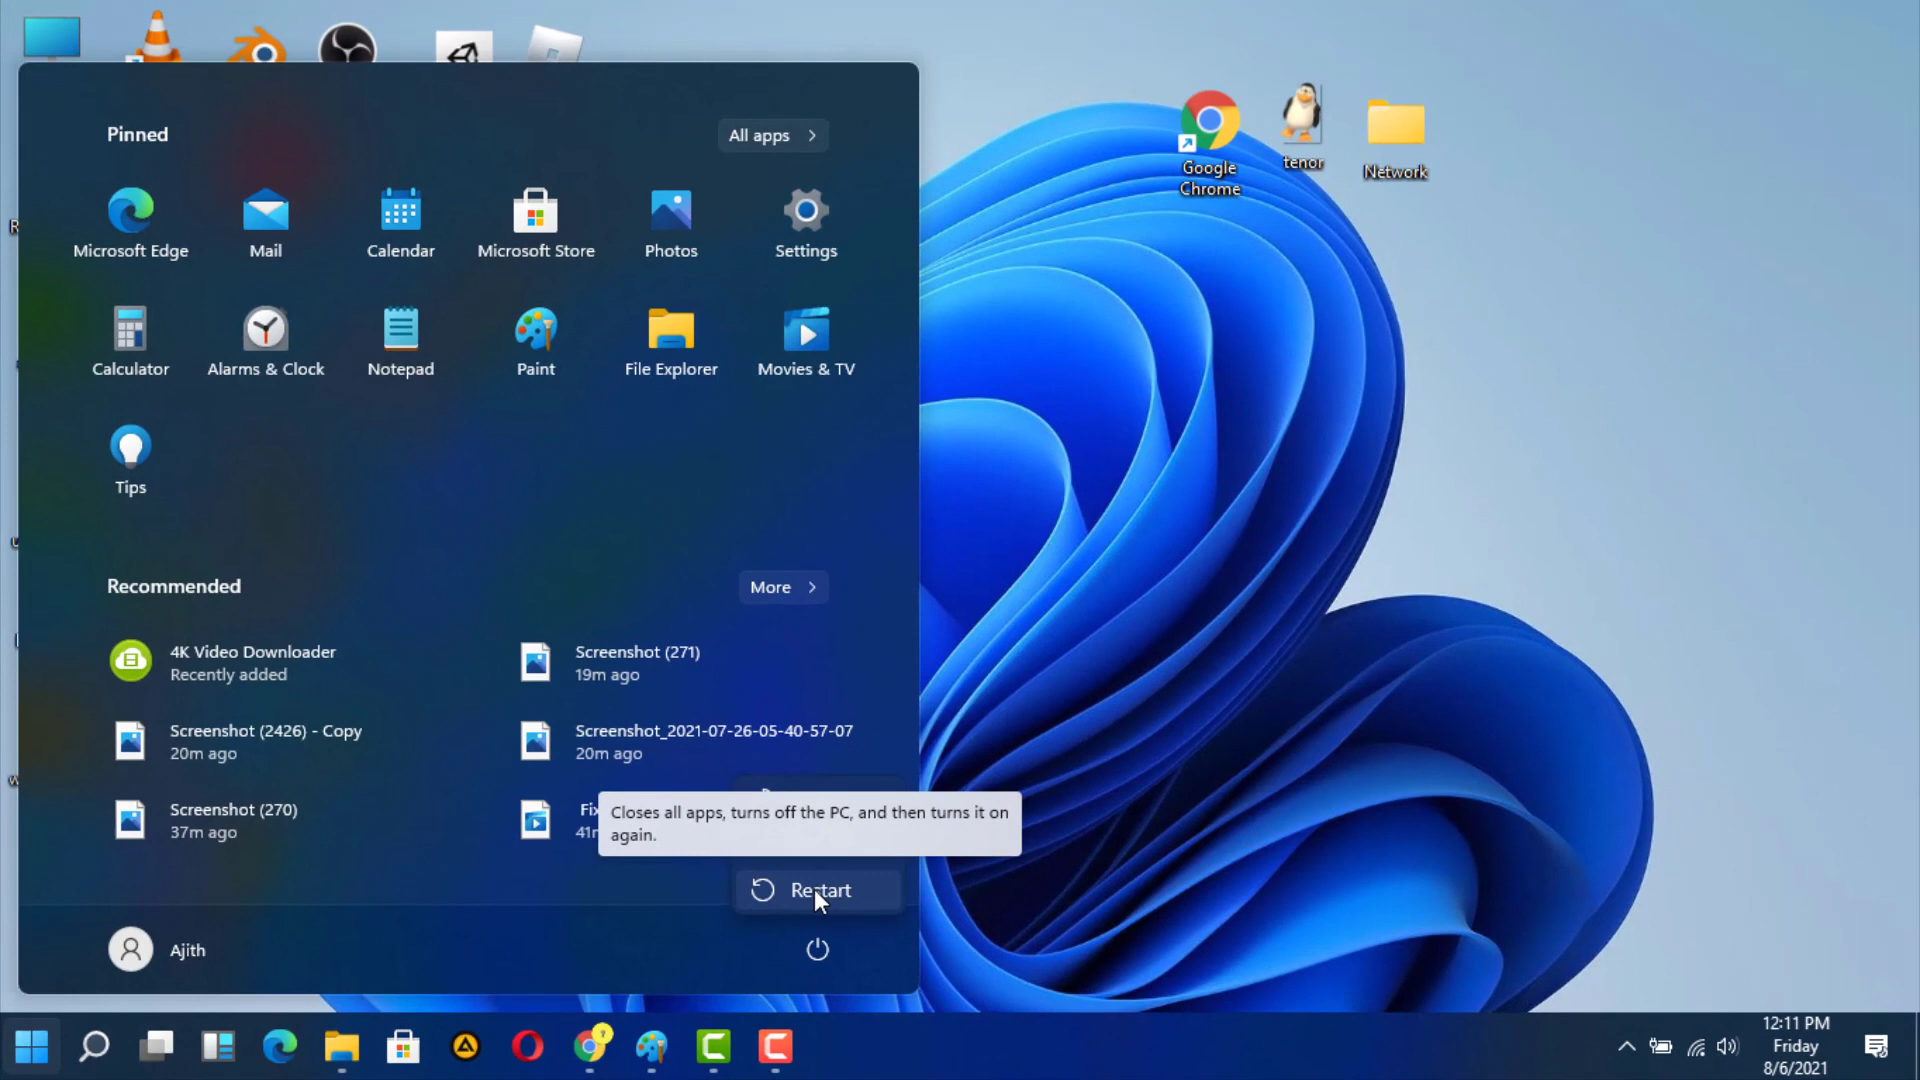 Pinned
All apps
Microsoft Edge
Mail
Calendar
Microsoft Store
Photos
Settings
Calculator
Alarms & Clock
Notepad
Paint
File Explorer
Movies & TV
Tips
Recommended
More
4K Video Downloader
Recently added
Screenshot (271)
19m ago
Screenshot (2426) - Copy
20m ago
Screenshot_2021-07-26-05-40-57-07
20m ago
Screenshot (270)
37m ago
Closes all apps, turns off the PC, and then turns it on
again.
Restart
Ajith
Google
Chrome
tenor
Network
12:11 PM
Friday
8/6/2021